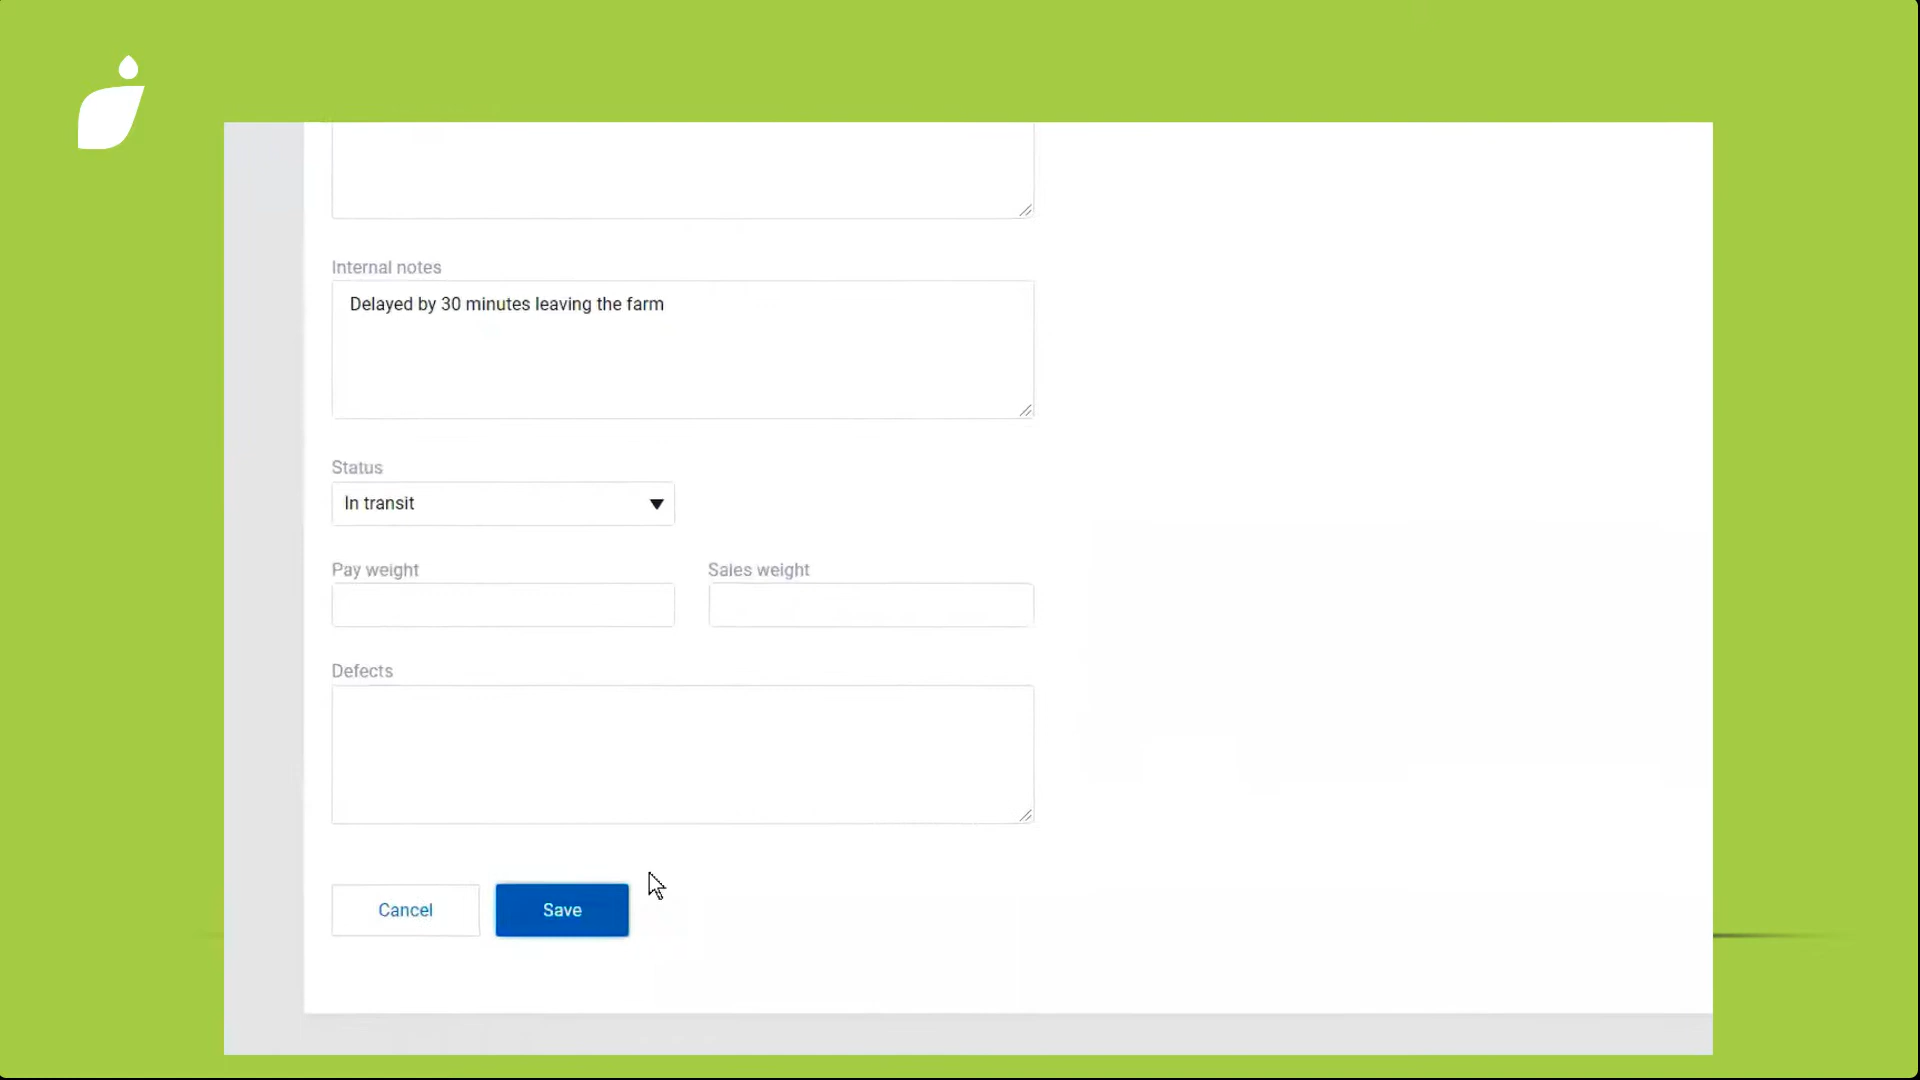 Internal notes
Delayed by 30 minutes leaving the farm
Status
In transit
Pay weight
Sales weight
Defects
Cancel
Save